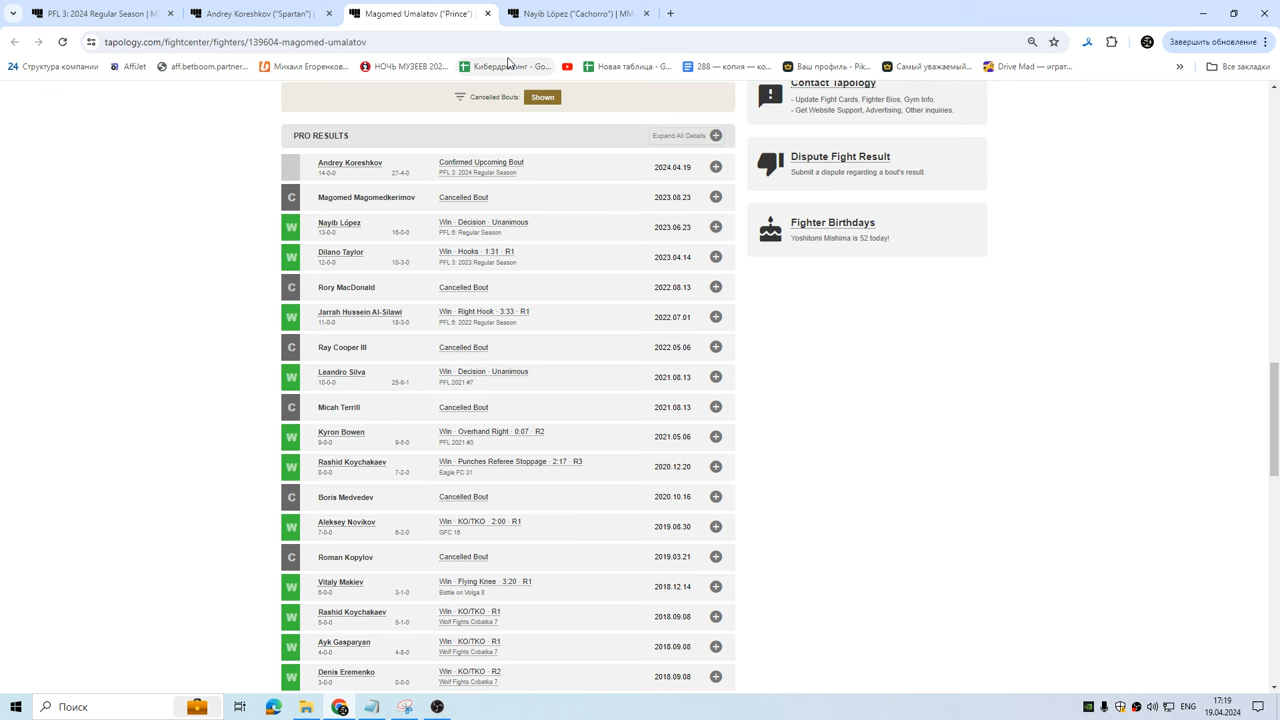 PFL 3: 2024 Regular Season | M
Andrey Koreshkov ("Spartan") |
Magomed Umalatov ("Prince") |
Nayib López ("Cachorro") | MM
tapology.com/fightcenter/fighters/139604-magomed-umalatov
Завершить обновление
Структура компании
AffiJet
aff.betboom.partner...
Михаил Егоренков...
НОЧЬ МУЗЕЕВ 202...
Кибердрафтинг - Go...
Новая таблица - G...
288 — копия — ко...
Ваш профиль - Pik...
Самый уважаемый...
Drive Mad — играт...
»
Все закладки
Cancelled Bouts:
Shown
PRO RESULTS
Expand All Details
Andrey Koreshkov
14-0-0
27-4-0
Confirmed Upcoming Bout
PFL 3: 2024 Regular Season
2024.04.19
C
Magomed Magomedkerimov
Cancelled Bout
2023.08.23
W
Nayib López
13-0-0
16-0-0
Win · Decision · Unanimous
PFL 6: Regular Season
2023.06.23
W
Dilano Taylor
12-0-0
10-3-0
Win · Hooks · 1:31 · R1
PFL 3: 2023 Regular Season
2023.04.14
C
Rory MacDonald
Cancelled Bout
2022.08.13
W
Jarrah Hussein Al-Silawi
11-0-0
18-3-0
Win · Right Hook · 3:33 · R1
PFL 6: 2022 Regular Season
2022.07.01
C
Ray Cooper III
Cancelled Bout
2022.05.06
W
Leandro Silva
10-0-0
25-9-1
Win · Decision · Unanimous
PFL 2021 #7
2021.08.13
C
Micah Terrill
Cancelled Bout
2021.08.13
W
Kyron Bowen
9-0-0
9-5-0
Win · Overhand Right · 0:07 · R2
PFL 2021 #3
2021.05.06
W
Rashid Koychakaev
8-0-0
7-2-0
Win · Punches Referee Stoppage · 2:17 · R3
Eagle FC 31
2020.12.20
C
Boris Medvedev
Cancelled Bout
2020.10.16
W
Aleksey Novikov
7-0-0
6-2-0
Win · KO/TKO · 2:00 · R1
GFC 16
2019.08.30
C
Roman Kopylov
Cancelled Bout
2019.03.21
W
Vitaly Makiev
6-0-0
3-1-0
Win · Flying Knee · 3:20 · R1
Battle on Volga 8
2018.12.14
W
Rashid Koychakaev
5-0-0
5-1-0
Win · KO/TKO · R1
Wolf Fights Cxbatka 7
2018.09.08
W
Ayk Gasparyan
4-0-0
4-8-0
Win · KO/TKO · R1
Wolf Fights Cxbatka 7
2018.09.08
W
Denis Eremenko
3-0-0
0-0-0
Win · KO/TKO · R2
Wolf Fights Cxbatka 7
2018.09.08
Contact Tapology
- Update Fight Cards, Fighter Bios, Gym Info.
- Get Website Support, Advertising, Other inquiries.
Dispute Fight Result
Submit a dispute regarding a bout's result.
Fighter Birthdays
Yoshitomi Mishima is 52 today!
Поиск
ENG
17:19
19.04.2024